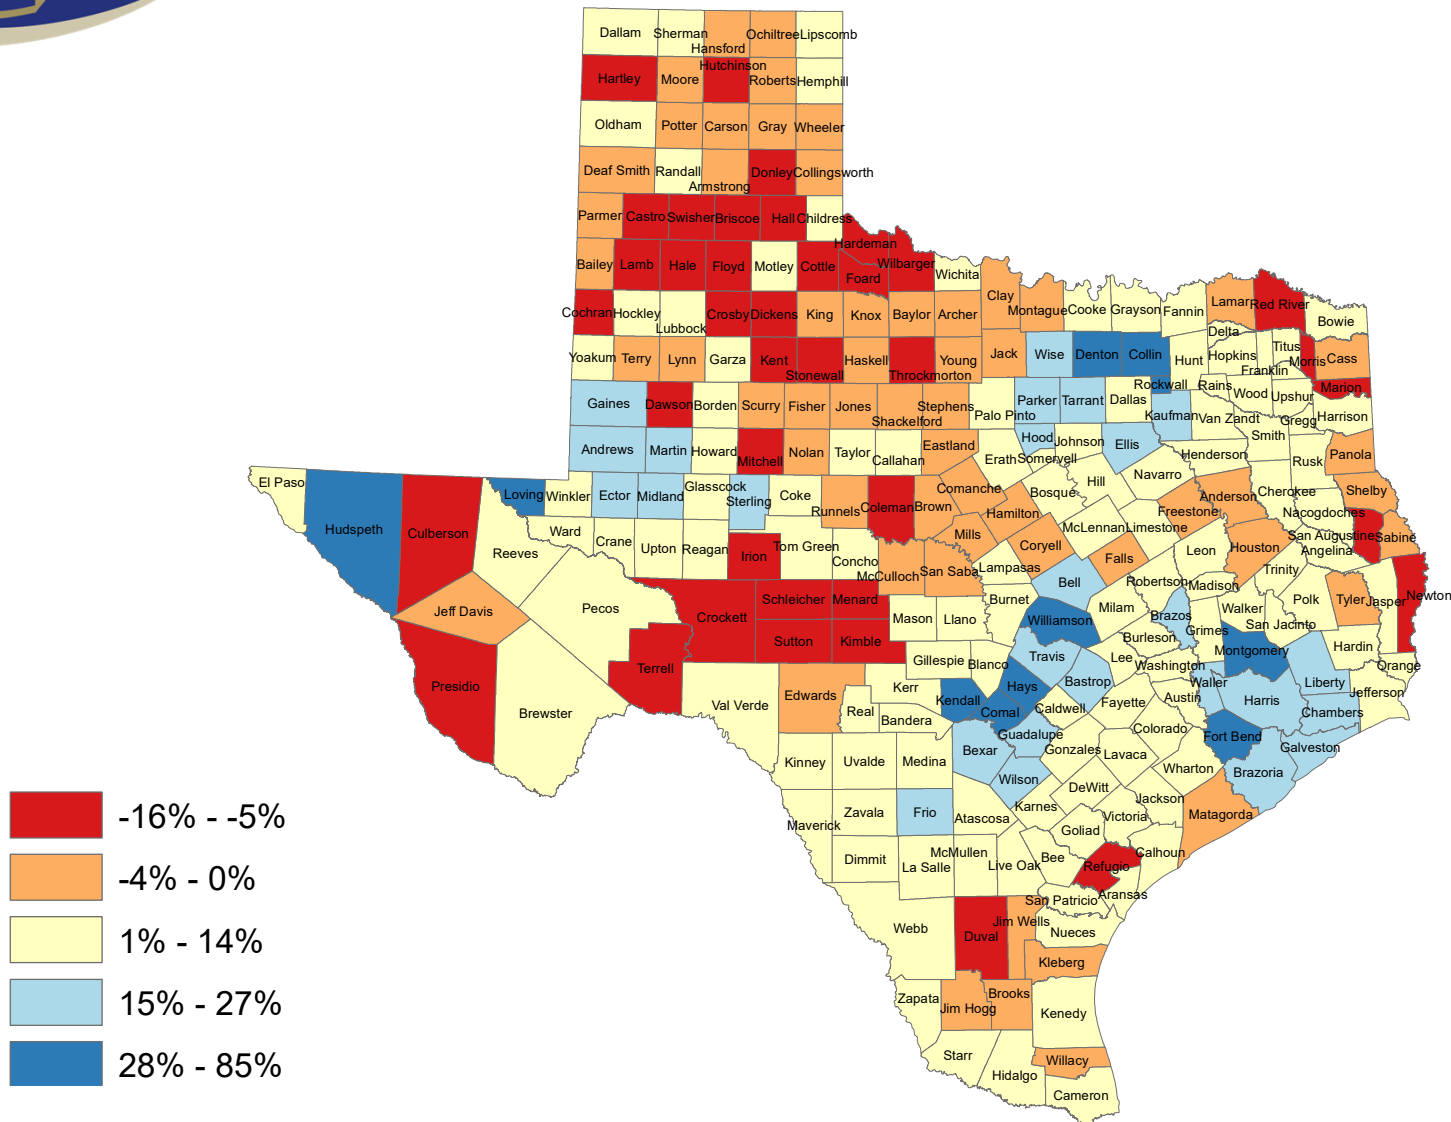 Dallam
Sherman
Hansford
Ochiltree
Lipscomb
Hartley
Moore
Hutchinson
Roberts
Hemphill
Oldham
Potter
Carson
Gray
Wheeler
Deaf Smith
Randall
Armstrong
Donley
Collingsworth
Parmer
Castro
Swisher
Briscoe
Hall
Childress
Hardeman
Bailey
Lamb
Hale
Floyd
Motley
Cottle
Foard
Wilbarger
Wichita
Clay
Montague
Cooke
Grayson
Fannin
Lamar
Red River
Bowie
Cochran
Hockley
Lubbock
Crosby
Dickens
King
Knox
Baylor
Archer
Delta
Titus
Morris
Cass
Yoakum
Terry
Lynn
Garza
Kent
Stonewall
Haskell
Throckmorton
Young
Jack
Wise
Denton
Collin
Hunt
Hopkins
Franklin
Marion
Rockwall
Rains
Wood
Upshur
Harrison
Gaines
Dawson
Borden
Scurry
Fisher
Jones
Shackelford
Stephens
Palo Pinto
Parker
Tarrant
Dallas
Kaufman
Van Zandt
Gregg
Smith
Andrews
Martin
Howard
Mitchell
Nolan
Taylor
Callahan
Eastland
Erath
Hood
Somervell
Johnson
Ellis
Henderson
Rusk
Panola
El Paso
Hudspeth
Culberson
Loving
Winkler
Ector
Midland
Glasscock
Sterling
Coke
Runnels
Coleman
Brown
Comanche
Hamilton
Bosque
Hill
Navarro
Freestone
Anderson
Cherokee
Nacogdoches
Shelby
Ward
Crane
Upton
Reagan
Irion
Tom Green
Concho
McCulloch
San Saba
Mills
Lampasas
Coryell
McLennan
Limestone
Falls
Leon
Houston
Angelina
San Augustine
Sabine
Reeves
Jeff Davis
Pecos
Crockett
Schleicher
Menard
Mason
Llano
Burnet
Bell
Milam
Robertson
Madison
Trinity
Polk
Tyler
Jasper
Newton
Presidio
Brewster
Terrell
Sutton
Kimble
Gillespie
Blanco
Williamson
Travis
Lee
Burleson
Brazos
Grimes
Walker
San Jacinto
Montgomery
Hardin
Orange
Washington
Val Verde
Edwards
Real
Kerr
Bandera
Kendall
Comal
Hays
Caldwell
Bastrop
Fayette
Austin
Waller
Harris
Liberty
Jefferson
Chambers
Galveston
Kinney
Uvalde
Medina
Bexar
Guadalupe
Wilson
Gonzales
Lavaca
Colorado
Wharton
Fort Bend
Brazoria
Maverick
Zavala
Frio
Atascosa
Karnes
DeWitt
Jackson
Victoria
Matagorda
Goliad
Dimmit
La Salle
McMullen
Live Oak
Bee
Refugio
Calhoun
Aransas
San Patricio
Webb
Duval
Jim Wells
Nueces
Kleberg
Zapata
Jim Hogg
Brooks
Kenedy
Starr
Hidalgo
Willacy
Cameron
-16% - -5%
-4% - 0%
1% - 14%
15% - 27%
28% - 85%